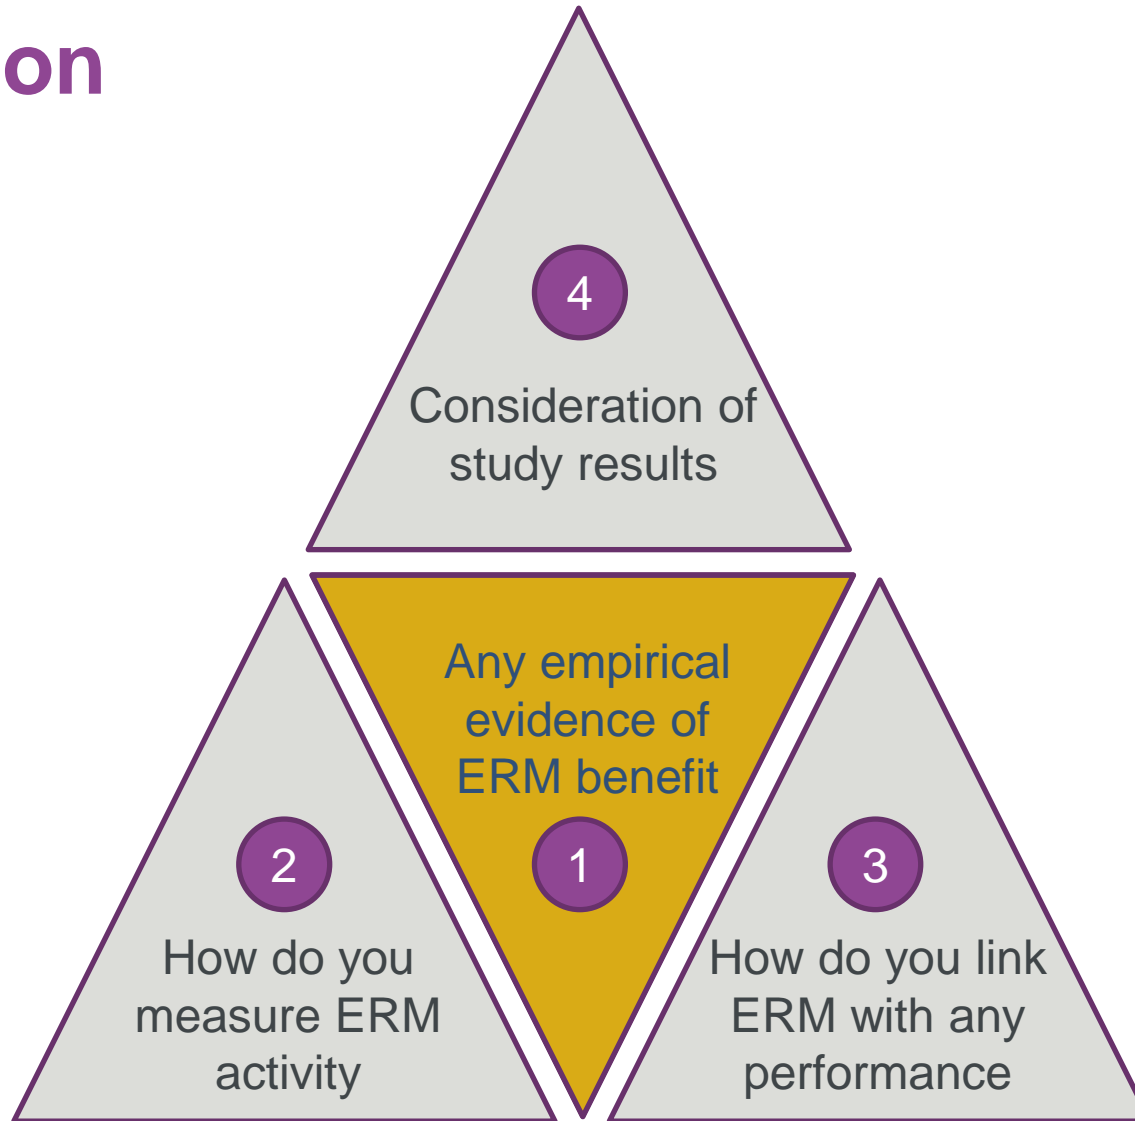 on
4
Consideration of
study results
Any empirical
evidence of
ERM benefit
1
2
How do you
measure ERM
activity
3
How do you link
ERM with any
performance